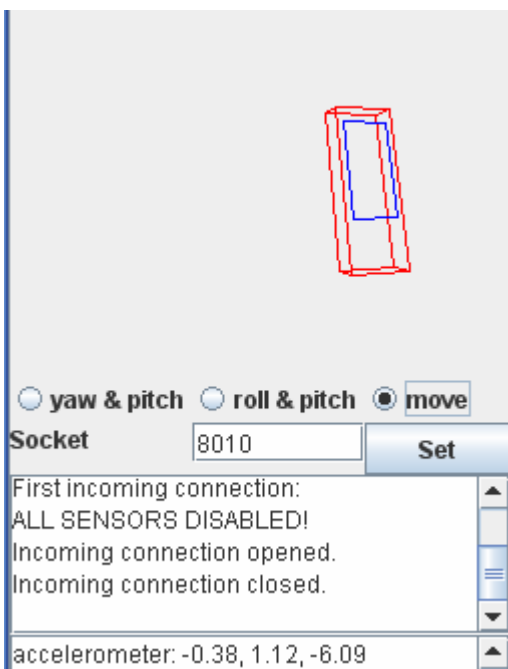 yaw & pitch roll & pitch move
Socket 8010 Set
First incoming connection:
ALL SENSORS DISABLED!
Incoming connection opened.
Incoming connection closed.
accelerometer: -0.38, 1.12, -6.09